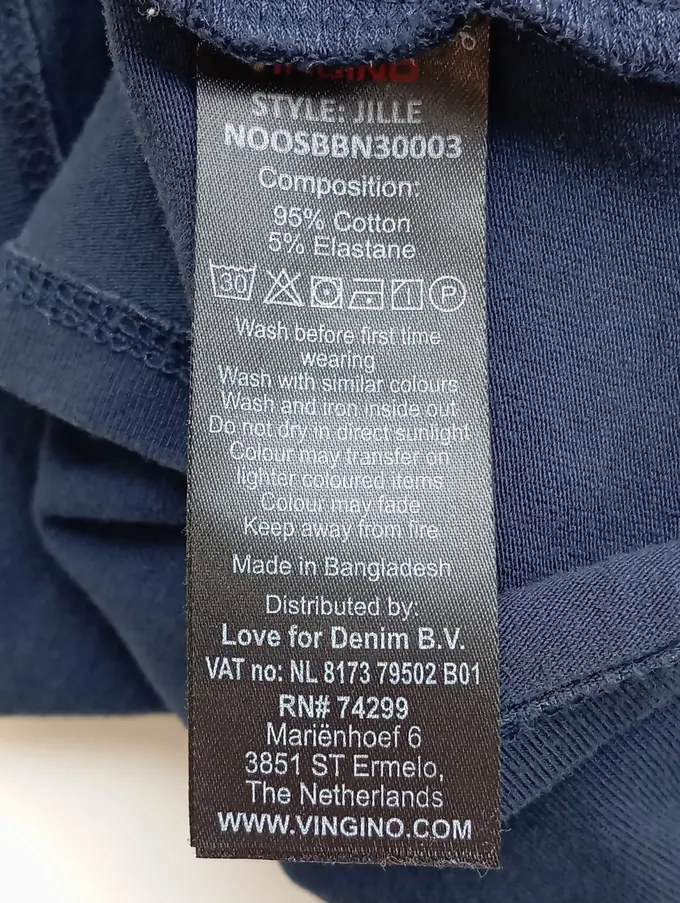 VINGINO
STYLE: JILLE
NOOSBBN30003
Composition:
95% Cotton
5% Elastane
30 P
Wash before first time
wearing
Wash with similar colours
Wash and iron inside out
Do not dry in direct sunlight
Colour may transfer on
lighter coloured items
Colour may fade
Keep away from fire
Made in Bangladesh
Distributed by:
Love for Denim B.V.
VAT no: NL 8173 79502 B01
RN# 74299
Mariënhoef 6
3851 ST Ermelo,
The Netherlands
WWW.VINGINO.COM